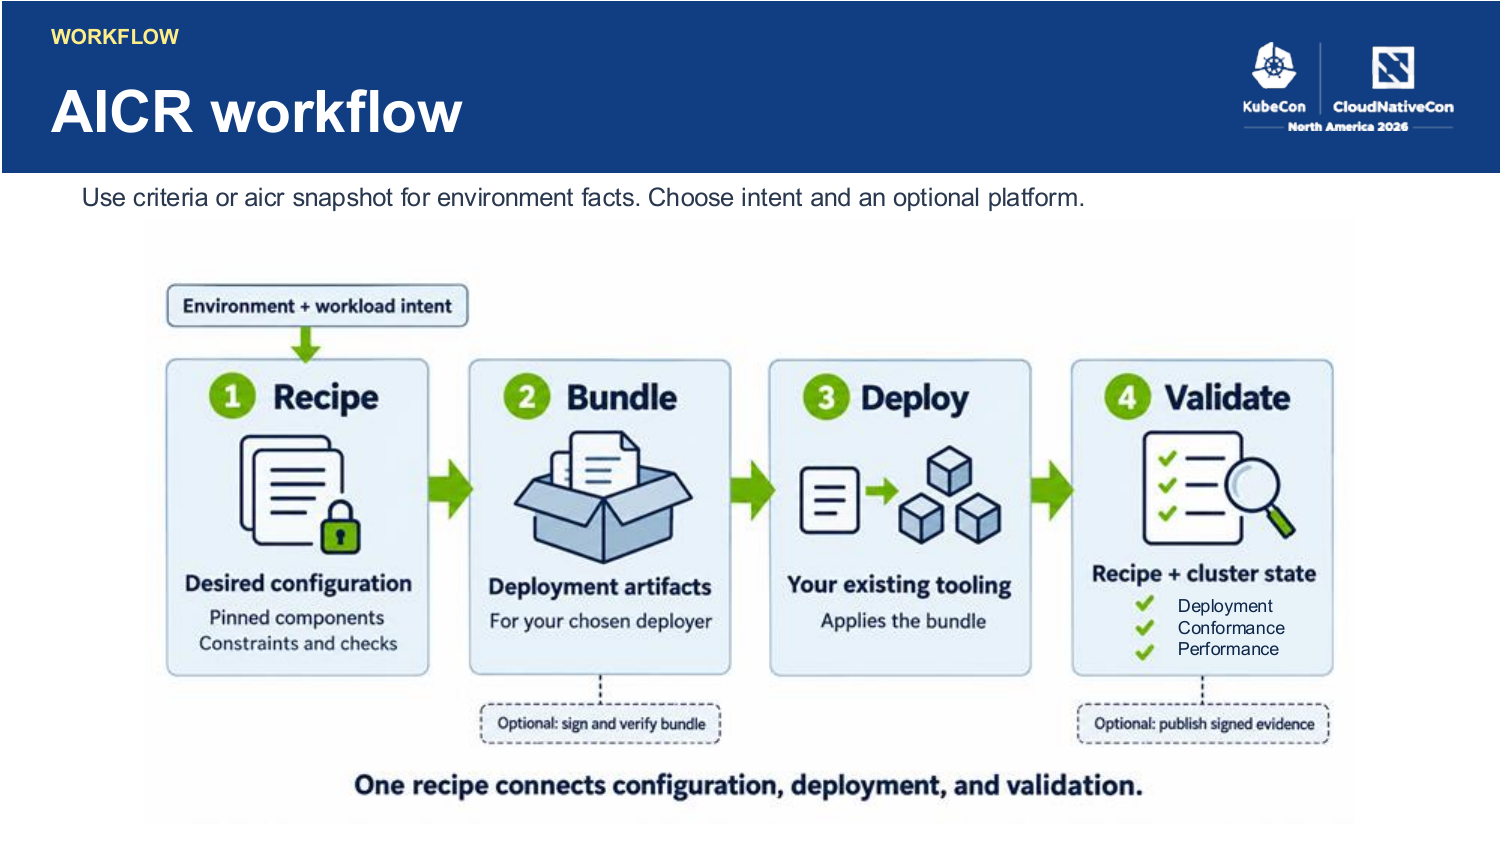 WORKFLOW
AICR workflow
KubeCon
CloudNativeCon
North America 2026
Use criteria or aicr snapshot for environment facts. Choose intent and an optional platform.
Environment + workload intent
1 Recipe
Desired configuration
Pinned components
Constraints and checks
2 Bundle
Deployment artifacts
For your chosen deployer
Optional: sign and verify bundle
3 Deploy
Your existing tooling
Applies the bundle
4 Validate
Recipe + cluster state
Deployment
Conformance
Performance
Optional: publish signed evidence
One recipe connects configuration, deployment, and validation.